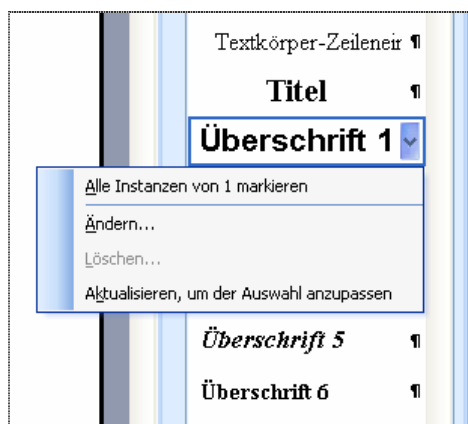 Textkörper-Zeilenein ¶
Titel ¶
Überschrift 1
Alle Instanzen von 1 markieren
Ändern...
Löschen...
Aktualisieren, um der Auswahl anzupassen
Überschrift 5 ¶
Überschrift 6 ¶